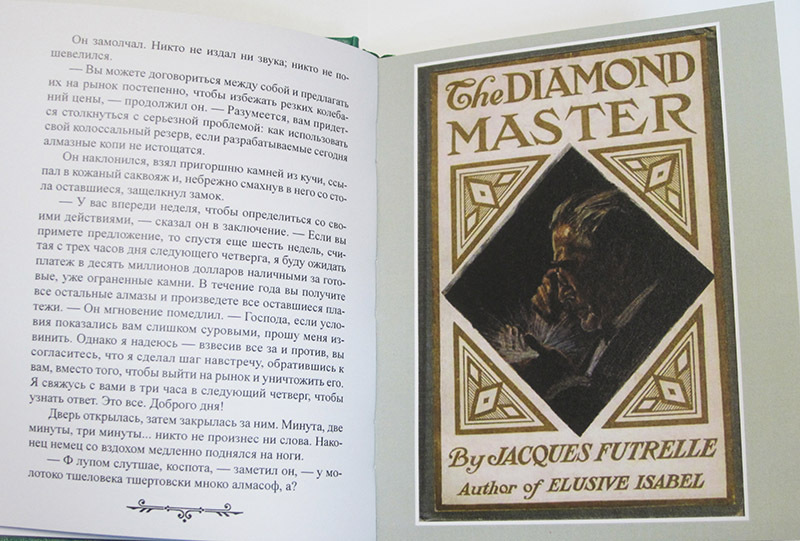 Он замолчал. Никто не издал ни звука; никто не по-
шевелился.
— Вы можете договориться между собой и предлагать
их на рынок постепенно, чтобы избежать резких колеба-
ний цены, — продолжил он. — Разумеется, вам придет-
ся столкнуться с серьезной проблемой: как использовать
свой колоссальный резерв, если разрабатываемые сегодня
алмазные копи не истощатся.
Он наклонился, взял пригоршню камней из кучи, ссы-
пал в кожаный саквояж и, небрежно смахнув в него со сто-
ла оставшиеся, защелкнул замок.
— У вас впереди неделя, чтобы определиться со сво-
ими действиями, — сказал он в заключение. — Если вы
примете предложение, то спустя еще шесть недель, счи-
тая с трех часов дня следующего четверга, я буду ожидать
платеж в десять миллионов долларов наличными за гото-
вые, уже ограненные камни. В течение года вы получите
все остальные алмазы и произведете все оставшиеся пла-
тежи. — Он мгновение помедлил. — Господа, если усло-
вия показались вам слишком суровыми, прошу меня из-
винить. Однако я надеюсь — взвесив все за и против, вы
согласитесь, что я сделал шаг навстречу, обратившись к
вам, вместо того, чтобы выйти на рынок и уничтожить его.
Я свяжусь с вами в три часа в следующий четверг, чтобы
узнать ответ. Это все. Доброго дня!
Дверь открылась, затем закрылась за ним. Минута, две
минуты, три минуты... никто не произнес ни слова. Нако-
нец немец со вздохом медленно поднялся на ноги.
— Ф лупом слутшае, коспота, — заметил он, — у мо-
лотоко тшеловека тшертовски мноко алмасоф, а?
The DIAMOND
MASTER
By JACQUES FUTRELLE
Author of ELUSIVE ISABEL